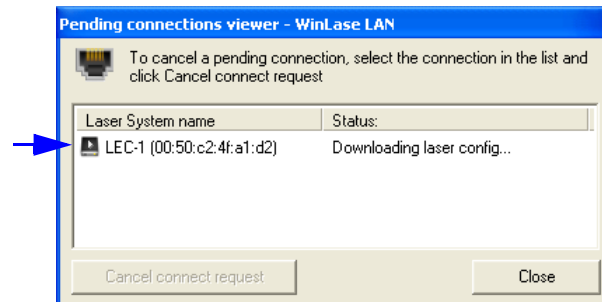 Pending connections viewer - WinLase LAN
To cancel a pending connection, select the connection in the list and
click Cancel connect request
Laser System name Status:
LEC-1 (00:50:c2:4f:a1:d2) Downloading laser config...
Cancel connect request Close